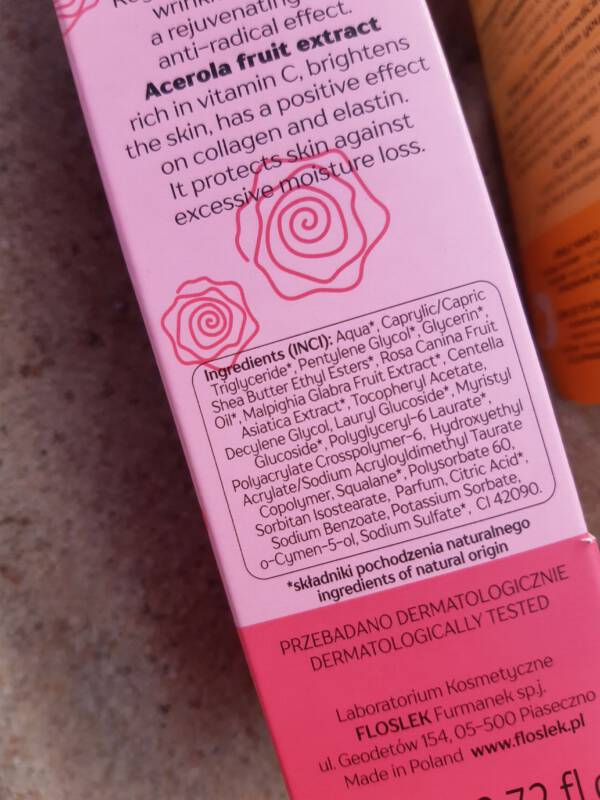 wrinkl
a rejuvenating
anti-radical effect.
Acerola fruit extract
rich in vitamin C, brightens
the skin, has a positive effect
on collagen and elastin.
It protects skin against
excessive moisture loss.
Ingredients (INCI): Aqua*, Caprylic/Capric
Triglyceride*, Pentylene Glycol*, Glycerin*,
Shea Butter Ethyl Esters*, Rosa Canina Fruit
Oil*, Malpighia Glabra Fruit Extract*, Centella
Asiatica Extract*, Tocopheryl Acetate,
Decylene Glycol, Lauryl Glucoside*, Myristyl
Glucoside*, Polyglyceryl-6 Laurate*,
Polyacrylate Crosspolymer-6, Hydroxyethyl
Acrylate/Sodium Acryloyldimethyl Taurate
Copolymer, Squalane*, Polysorbate 60,
Sorbitan Isostearate, Parfum, Citric Acid*,
Sodium Benzoate, Potassium Sorbate,
o-Cymen-5-ol, Sodium Sulfate*, CI 42090.
*składniki pochodzenia naturalnego
ingredients of natural origin
PRZEBADANO DERMATOLOGICZNIE
DERMATOLOGICALLY TESTED
Laboratorium Kosmetyczne
FLOSLEK Furmanek sp.j.
ul. Geodetów 154, 05-500 Piaseczno
Made in Poland www.floslek.pl